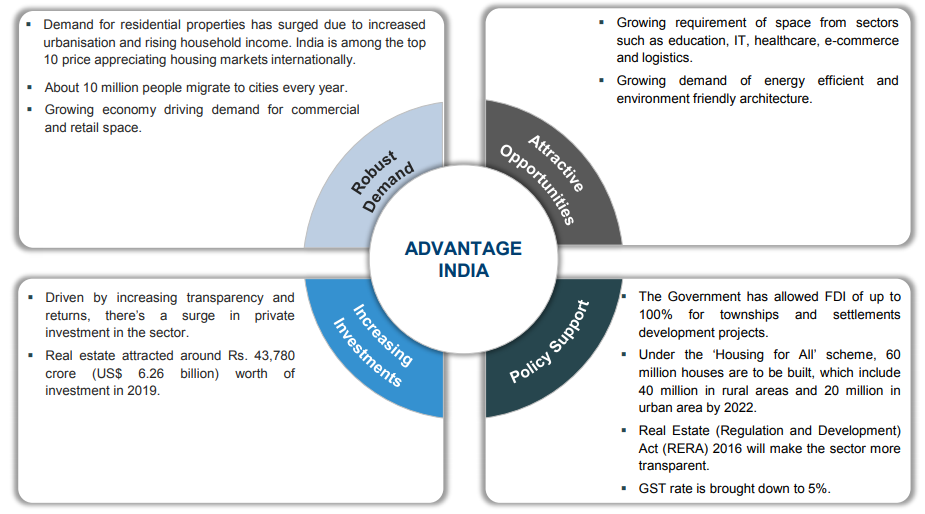 ▪ Demand for residential properties has surged due to increased
urbanisation and rising household income. India is among the top
10 price appreciating housing markets internationally.
▪ About 10 million people migrate to cities every year.
▪ Growing economy driving demand for commercial
and retail space.
Robust
Demand
▪ Growing requirement of space from sectors
such as education, IT, healthcare, e-commerce
and logistics.
▪ Growing demand of energy efficient and
environment friendly architecture.
Attractive
Opportunities
ADVANTAGE
INDIA
▪ Driven by increasing transparency and
returns, there’s a surge in private
investment in the sector.
▪ Real estate attracted around Rs. 43,780
crore (US$ 6.26 billion) worth of
investment in 2019.
Increasing
Investments
Policy Support
▪ The Government has allowed FDI of up to
100% for townships and settlements
development projects.
▪ Under the ‘Housing for All’ scheme, 60
million houses are to be built, which include
40 million in rural areas and 20 million in
urban area by 2022.
▪ Real Estate (Regulation and Development)
Act (RERA) 2016 will make the sector more
transparent.
▪ GST rate is brought down to 5%.